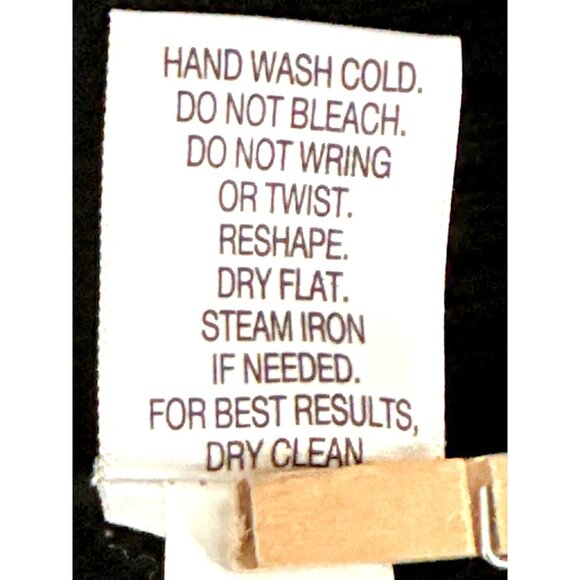 HAND WASH COLD.
DO NOT BLEACH.
DO NOT WRING
OR TWIST.
RESHAPE.
DRY FLAT.
STEAM IRON
IF NEEDED.
FOR BEST RESULTS,
DRY CLEAN